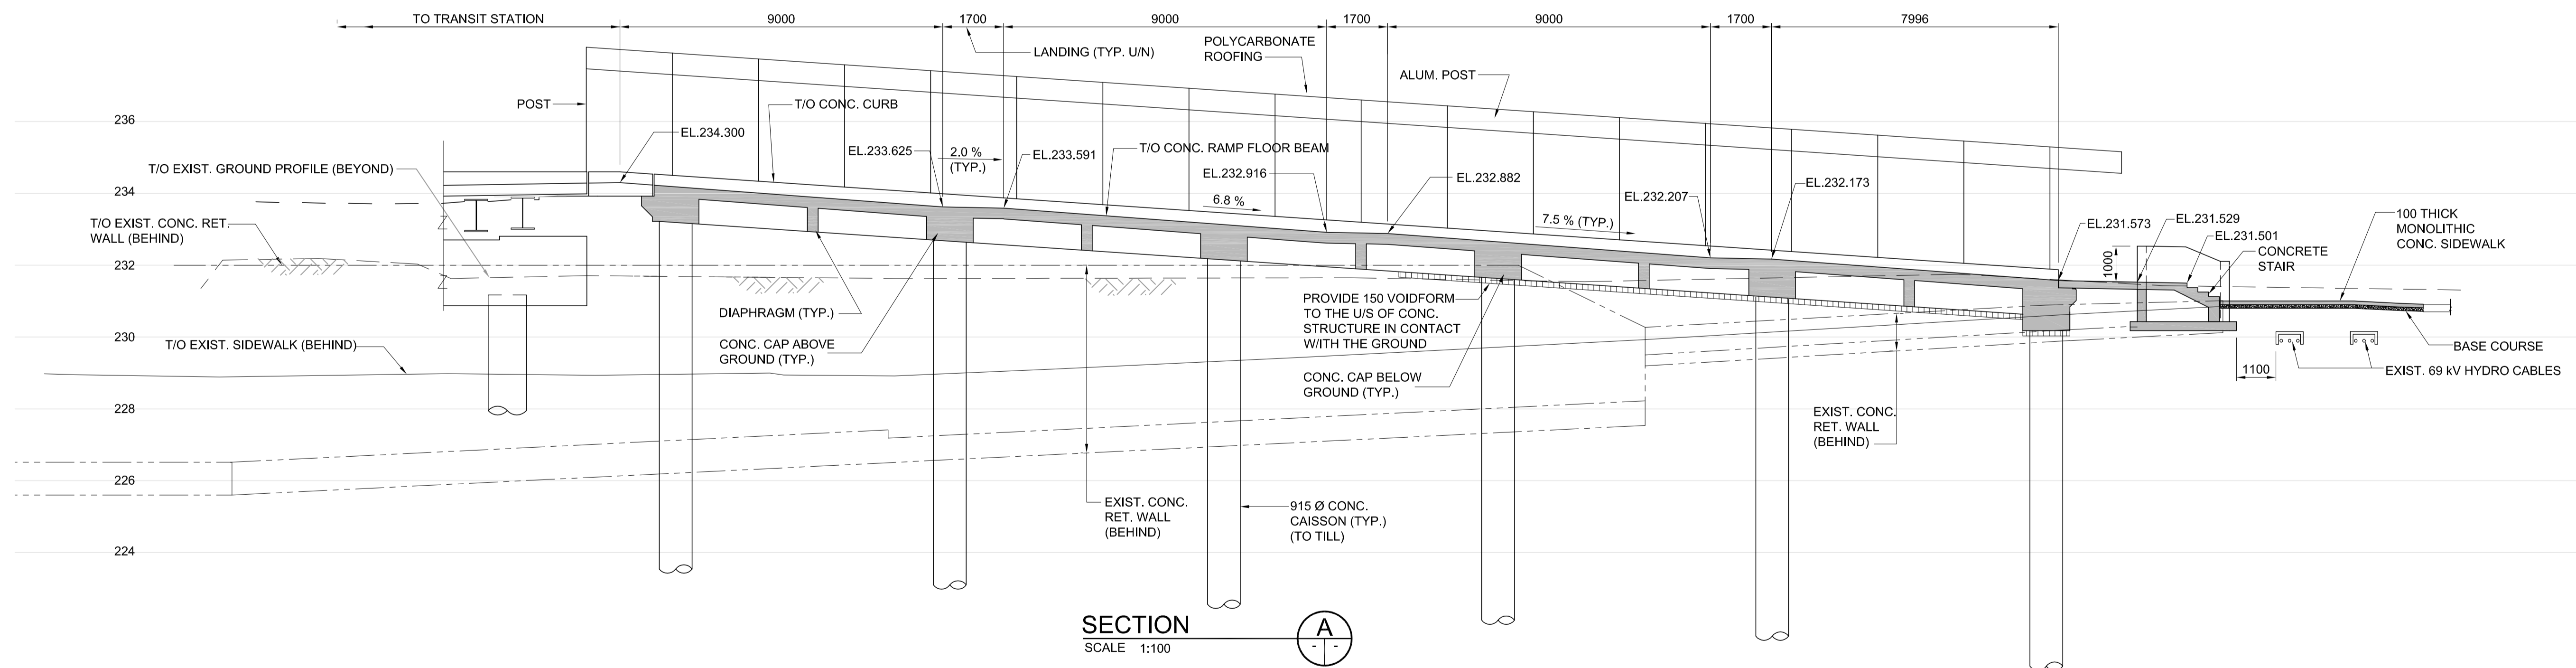 TO TRANSIT STATION
9000
1700
9000
1700
9000
1700
7996
LANDING (TYP. U/N)
POLYCARBONATE
ROOFING
ALUM. POST
POST
T/O CONC. CURB
236
EL.234.300
T/O EXIST. GROUND PROFILE (BEYOND)
EL.233.625
2.0 %
(TYP.)
EL.233.591
T/O CONC. RAMP FLOOR BEAM
EL.232.916
EL.232.882
EL.232.207
EL.232.173
234
6.8 %
7.5 % (TYP.)
T/O EXIST. CONC. RET.
WALL (BEHIND)
EL.231.573
EL.231.529
EL.231.501
100 THICK
MONOLITHIC
CONC. SIDEWALK
CONCRETE
STAIR
1000
232
DIAPHRAGM (TYP.)
PROVIDE 150 VOIDFORM
TO THE U/S OF CONC.
STRUCTURE IN CONTACT
W/ITH THE GROUND
230
T/O EXIST. SIDEWALK (BEHIND)
CONC. CAP ABOVE
GROUND (TYP.)
BASE COURSE
CONC. CAP BELOW
GROUND (TYP.)
1100
EXIST. 69 kV HYDRO CABLES
228
EXIST. CONC.
RET. WALL
(BEHIND)
226
EXIST. CONC.
RET. WALL
(BEHIND)
915 Ø CONC.
CAISSON (TYP.)
(TO TILL)
224
SECTION
SCALE 1:100
A
- -